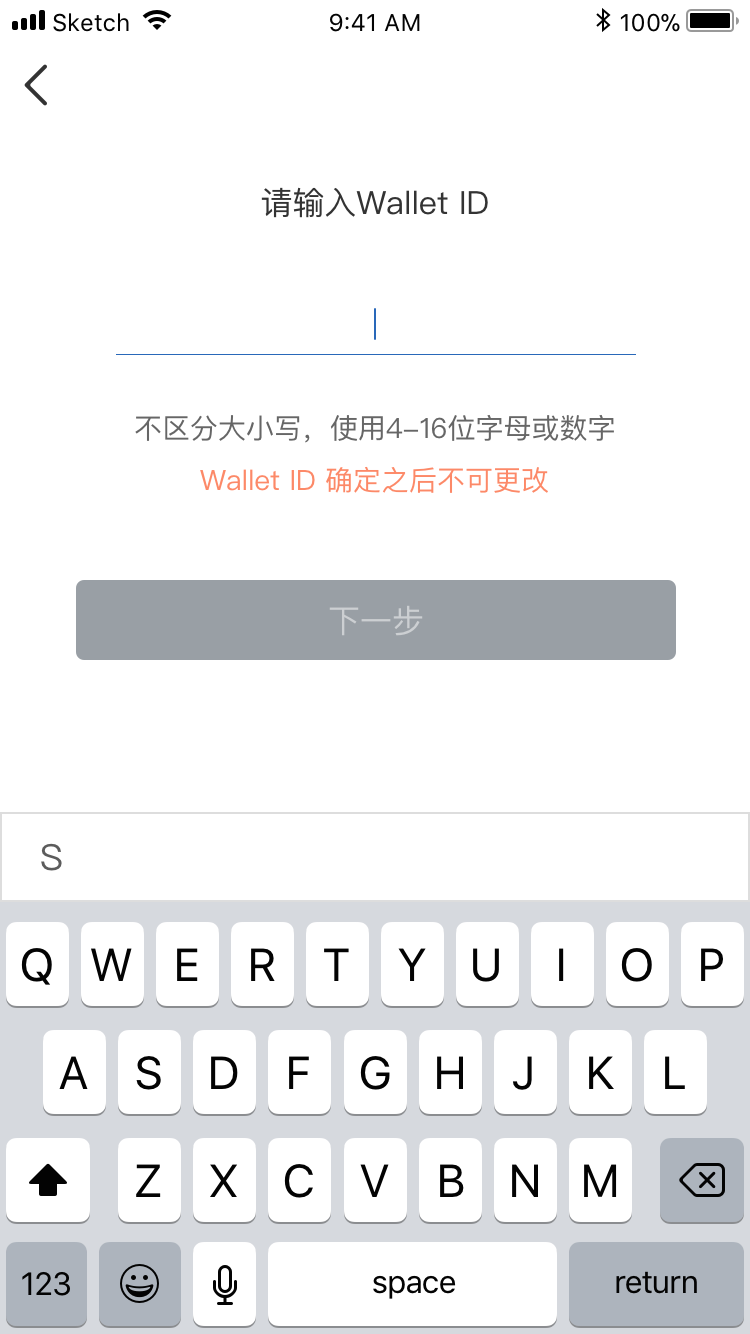 Sketch 9:41 AM 100%
请输入Wallet ID
不区分大小写，使用4-16位字母或数字
Wallet ID 确定之后不可更改
下一步
S
Q W E R T Y U I O P
A S D F G H J K L
Z X C V B N M
123 space return